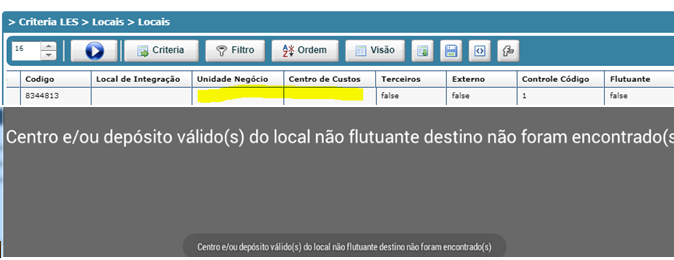 > Criteria LES > Locais > Locais
16 Criteria Filtro Ordem Visão
Codigo Local de Integração Unidade Negócio Centro de Custos Terceiros Externo Controle Código Flutuante
8344813 false false 1 false
Centro e/ou depósito válido(s) do local não flutuante destino não foram encontrado(s
Centro e/ou depósito válido(s) do local não flutuante destino não foram encontrado(s)